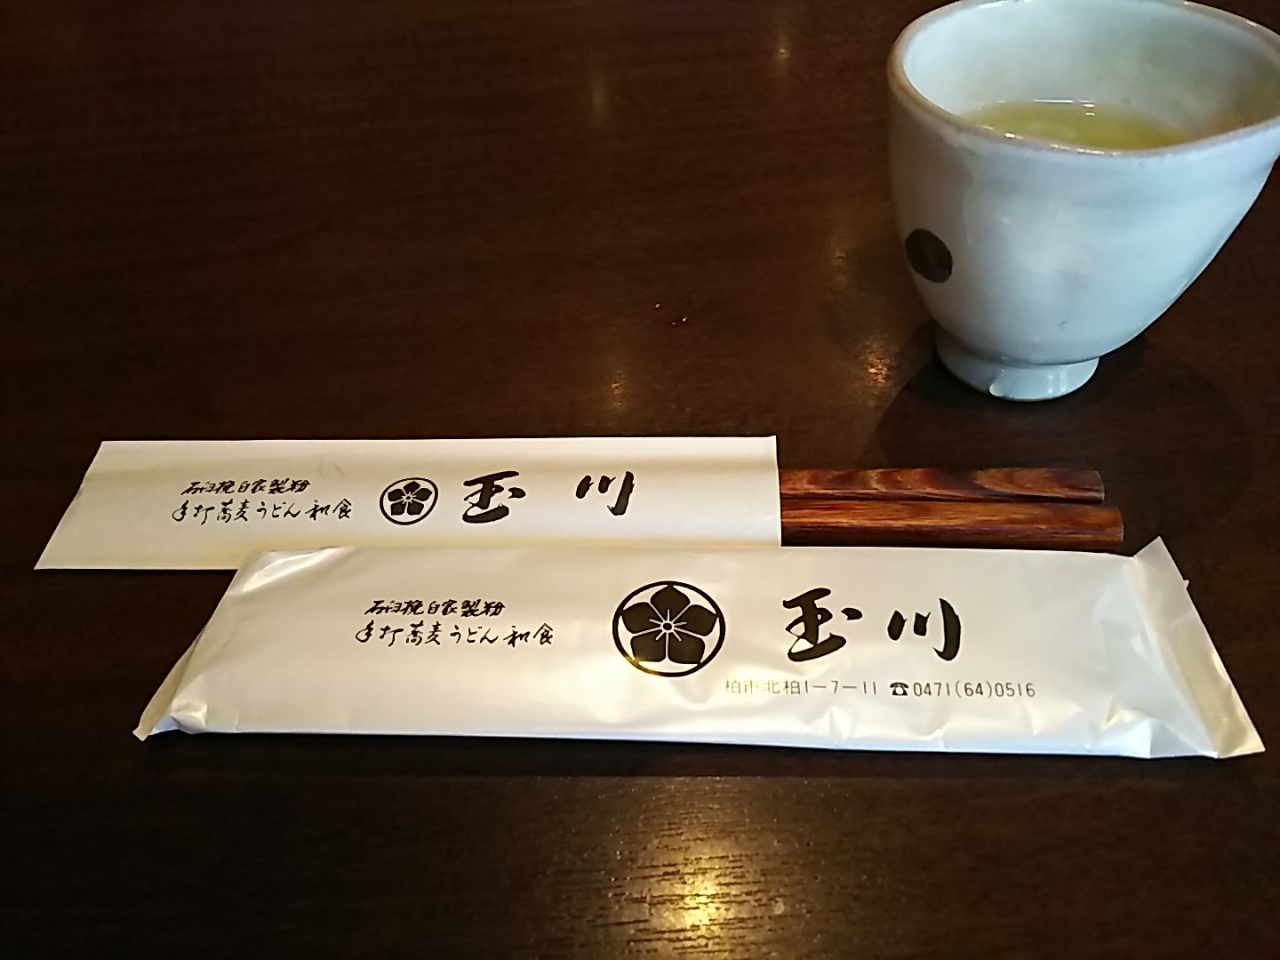 石臼挽自家製粉
手打蕎麦うどん和食
玉川
石臼挽自家製粉
手打蕎麦うどん和食
玉川
柏市北柏1-7-11 ☎0471(64)0516